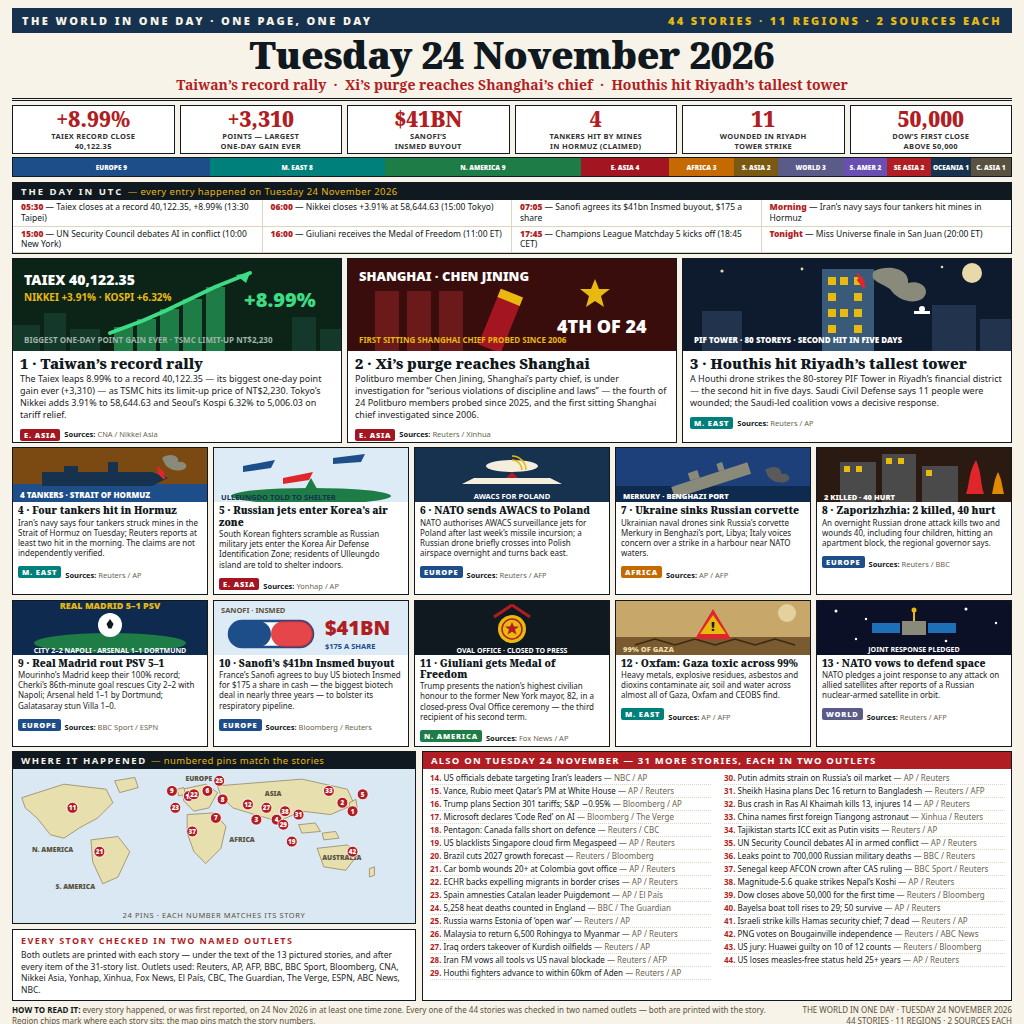 THE WORLD IN ONE DAY · ONE PAGE, ONE DAY
44 STORIES · 11 REGIONS · 2 SOURCES EACH
Tuesday 24 November 2026
Taiwan's record rally · Xi's purge reaches Shanghai's chief · Houthis hit Riyadh's tallest tower
+8.99%
TAIEX RECORD CLOSE
40,122.35
+3,310
POINTS — LARGEST
ONE-DAY GAIN EVER
$41BN
SANOFI'S
INSMED BUYOUT
4
TANKERS HIT BY MINES
IN HORMUZ (CLAIMED)
11
WOUNDED IN RIYADH
TOWER STRIKE
50,000
DOW'S FIRST CLOSE
ABOVE 50,000
EUROPE 9
M. EAST 8
N. AMERICA 9
E. ASIA 4
AFRICA 3
S. ASIA 2
WORLD 3
S. AMER 2
SE ASIA 2
OCEANIA 1
C. ASIA 1
THE DAY IN UTC — every entry happened on Tuesday 24 November 2026
05:30 — Taiex closes at a record 40,122.35, +8.99% (13:30
Taipei)
06:00 — Nikkei closes +3.91% at 58,644.63 (15:00 Tokyo)
07:05 — Sanofi agrees its $41bn Insmed buyout, $175 a
share
Morning — Iran's navy says four tankers hit mines in
Hormuz
15:00 — UN Security Council debates AI in conflict (10:00
New York)
16:00 — Giuliani receives the Medal of Freedom (11:00 ET)
17:45 — Champions League Matchday 5 kicks off (18:45
CET)
Tonight — Miss Universe finale in San Juan (20:00 ET)
TAIEX 40,122.35
NIKKEI +3.91% · KOSPI +6.32%
+8.99%
BIGGEST ONE-DAY POINT GAIN EVER · TSMC LIMIT-UP NT$2,230
1 · Taiwan's record rally
The Taiex leaps 8.99% to a record 40,122.35 — its biggest one-day point
gain ever (+3,310) — as TSMC hits its limit-up price of NT$2,230. Tokyo's
Nikkei adds 3.91% to 58,644.63 and Seoul's Kospi 6.32% to 5,006.03 on
tariff relief.
E. ASIA Sources: CNA / Nikkei Asia
SHANGHAI · CHEN JINING
4TH OF 24
FIRST SITTING SHANGHAI CHIEF PROBED SINCE 2006
2 · Xi's purge reaches Shanghai
Politburo member Chen Jining, Shanghai's party chief, is under
investigation for "serious violations of discipline and laws" — the fourth of
24 Politburo members probed since 2025, and the first sitting Shanghai
chief investigated since 2006.
E. ASIA Sources: Reuters / Xinhua
PIF TOWER · 80 STOREYS · SECOND HIT IN FIVE DAYS
3 · Houthis hit Riyadh's tallest tower
A Houthi drone strikes the 80-storey PIF Tower in Riyadh's financial district
— the second hit in five days. Saudi Civil Defense says 11 people were
wounded; the Saudi-led coalition vows a decisive response.
M. EAST Sources: Reuters / AP
4 TANKERS · STRAIT OF HORMUZ
4 · Four tankers hit in Hormuz
Iran's navy says four tankers struck mines in the
Strait of Hormuz on Tuesday; Reuters reports at
least two hit in the morning. The claims are not
independently verified.
M. EAST Sources: Reuters / AP
ULLEUNGDO TOLD TO SHELTER
5 · Russian jets enter Korea's air
zone
South Korean fighters scramble as Russian
military jets enter the Korea Air Defense
Identification Zone; residents of Ulleungdo
island are told to shelter indoors.
E. ASIA Sources: Yonhap / AP
AWACS FOR POLAND
6 · NATO sends AWACS to Poland
NATO authorises AWACS surveillance jets for
Poland after last week's missile incursion; a
Russian drone briefly crosses into Polish
airspace overnight and turns back east.
EUROPE Sources: Reuters / AFP
MERKURY · BENGHAZI PORT
7 · Ukraine sinks Russian corvette
Ukrainian naval drones sink Russia's corvette
Merkury in Benghazi's port, Libya; Italy voices
concern over a strike in a harbour near NATO
waters.
AFRICA Sources: AP / AFP
2 KILLED · 40 HURT
8 · Zaporizhzhia: 2 killed, 40 hurt
An overnight Russian drone attack kills two and
wounds 40, including four children, hitting an
apartment block, the regional governor says.
EUROPE Sources: Reuters / BBC
REAL MADRID 5–1 PSV
CITY 2–2 NAPOLI · ARSENAL 1–1 DORTMUND
9 · Real Madrid rout PSV 5–1
Mourinho's Madrid keep their 100% record;
Cherki's 86th-minute goal rescues City 2–2 with
Napoli; Arsenal held 1–1 by Dortmund;
Galatasaray stun Villa 1–0.
EUROPE Sources: BBC Sport / ESPN
SANOFI · INSMED
$41BN
$175 A SHARE
10 · Sanofi's $41bn Insmed buyout
France's Sanofi agrees to buy US biotech Insmed
for $175 a share in cash — the biggest biotech
deal in nearly three years — to bolster its
respiratory pipeline.
EUROPE Sources: Bloomberg / Reuters
OVAL OFFICE · CLOSED TO PRESS
11 · Giuliani gets Medal of
Freedom
Trump presents the nation's highest civilian
honour to the former New York mayor, 82, in a
closed-press Oval Office ceremony — the third
recipient of his second term.
N. AMERICA Sources: Fox News / AP
!
99% OF GAZA
12 · Oxfam: Gaza toxic across 99%
Heavy metals, explosive residues, asbestos and
dioxins contaminate air, soil and water across
almost all of Gaza, Oxfam and CEOBS find.
M. EAST Sources: AP / AFP
JOINT RESPONSE PLEDGED
13 · NATO vows to defend space
NATO pledges a joint response to any attack on
allied satellites after reports of a Russian
nuclear-armed satellite in orbit.
WORLD Sources: Reuters / AFP
WHERE IT HAPPENED — numbered pins match the stories
EUROPE
ASIA
N. AMERICA
AFRICA
S. AMERICA
AUSTRALIA
11
21
9
22
6
25
23
8
7
37
12
27
3
4
38
29
31
19
33
2
5
1
42
24 PINS · EACH NUMBER MATCHES ITS STORY
EVERY STORY CHECKED IN TWO NAMED OUTLETS
Both outlets are printed with each story — under the text of the 13 pictured stories, and after
every item of the 31-story list. Outlets used: Reuters, AP, AFP, BBC, BBC Sport, Bloomberg, CNA,
Nikkei Asia, Yonhap, Xinhua, Fox News, El País, CBC, The Guardian, The Verge, ESPN, ABC News,
NBC.
ALSO ON TUESDAY 24 NOVEMBER — 31 MORE STORIES, EACH IN TWO OUTLETS
14. US officials debate targeting Iran's leaders — NBC / AP
15. Vance, Rubio meet Qatar's PM at White House — AP / Reuters
16. Trump plans Section 301 tariffs; S&P −0.95% — Bloomberg / AP
17. Microsoft declares 'Code Red' on AI — Bloomberg / The Verge
18. Pentagon: Canada falls short on defence — Reuters / CBC
19. US blacklists Singapore cloud firm Megaspeed — AP / Reuters
20. Brazil cuts 2027 growth forecast — Reuters / Bloomberg
21. Car bomb wounds 20+ at Colombia govt office — AP / Reuters
22. ECHR backs expelling migrants in border crises — AP / Reuters
23. Spain amnesties Catalan leader Puigdemont — AP / El País
24. 5,258 heat deaths counted in England — BBC / The Guardian
25. Russia warns Estonia of 'open war' — Reuters / AP
26. Malaysia to return 6,500 Rohingya to Myanmar — AP / Reuters
27. Iraq orders takeover of Kurdish oilfields — Reuters / AP
28. Iran FM vows all tools vs US naval blockade — Reuters / AFP
29. Houthi fighters advance to within 60km of Aden — Reuters / AP
30. Putin admits strain on Russia's oil market — AP / Reuters
31. Sheikh Hasina plans Dec 16 return to Bangladesh — Reuters / AFP
32. Bus crash in Ras Al Khaimah kills 13, injures 14 — AP / Reuters
33. China names first foreign Tiangong astronaut — Xinhua / Reuters
34. Tajikistan starts ICC exit as Putin visits — Reuters / AP
35. UN Security Council debates AI in armed conflict — AP / Reuters
36. Leaks point to 700,000 Russian military deaths — BBC / Reuters
37. Senegal keep AFCON crown after CAS ruling — BBC Sport / Reuters
38. Magnitude-5.6 quake strikes Nepal's Koshi — AP / Reuters
39. Dow closes above 50,000 for the first time — Reuters / Bloomberg
40. Bayelsa boat toll rises to 29; 50 survive — AP / Reuters
41. Israeli strike kills Hamas security chief; 7 dead — Reuters / AP
42. PNG votes on Bougainville independence — Reuters / ABC News
43. US jury: Huawei guilty on 10 of 12 counts — Reuters / Bloomberg
44. US loses measles-free status held 25+ years — AP / Reuters
HOW TO READ IT: every story happened, or was first reported, on 24 Nov 2026 in at least one time zone. Every one of the 44 stories was checked in two named outlets — both are printed with the story.
Region chips mark where each story sits; the map pins match the story numbers.
THE WORLD IN ONE DAY · TUESDAY 24 NOVEMBER 2026
44 STORIES · 11 REGIONS · 2 SOURCES EACH